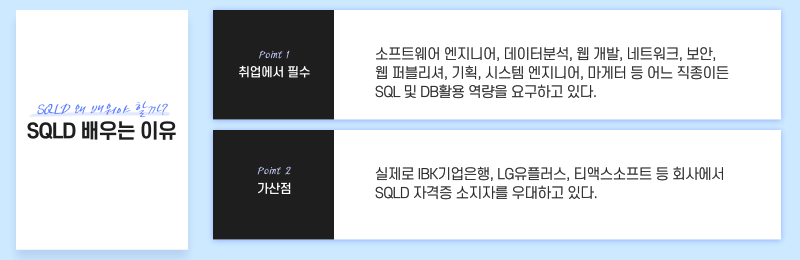 SQLD 왜 배워야 할까?
SQLD 배우는 이유
Point 1
취업에서 필수
소프트웨어 엔지니어, 데이터분석, 웹 개발, 네트워크, 보안,
웹 퍼블리셔, 기획, 시스템 엔지니어, 마게터 등 어느 직종이든
SQL 및 DB활용 역량을 요구하고 있다.
Point 2
가산점
실제로 IBK기업은행, LG유플러스, 티맥스소프트 등 회사에서
SQLD 자격증 소지자를 우대하고 있다.